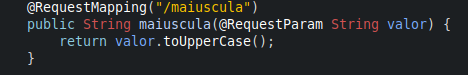 @RequestMapping("/maiuscula")
public String maiuscula(@RequestParam String valor) {
    return valor.toUpperCase();
}